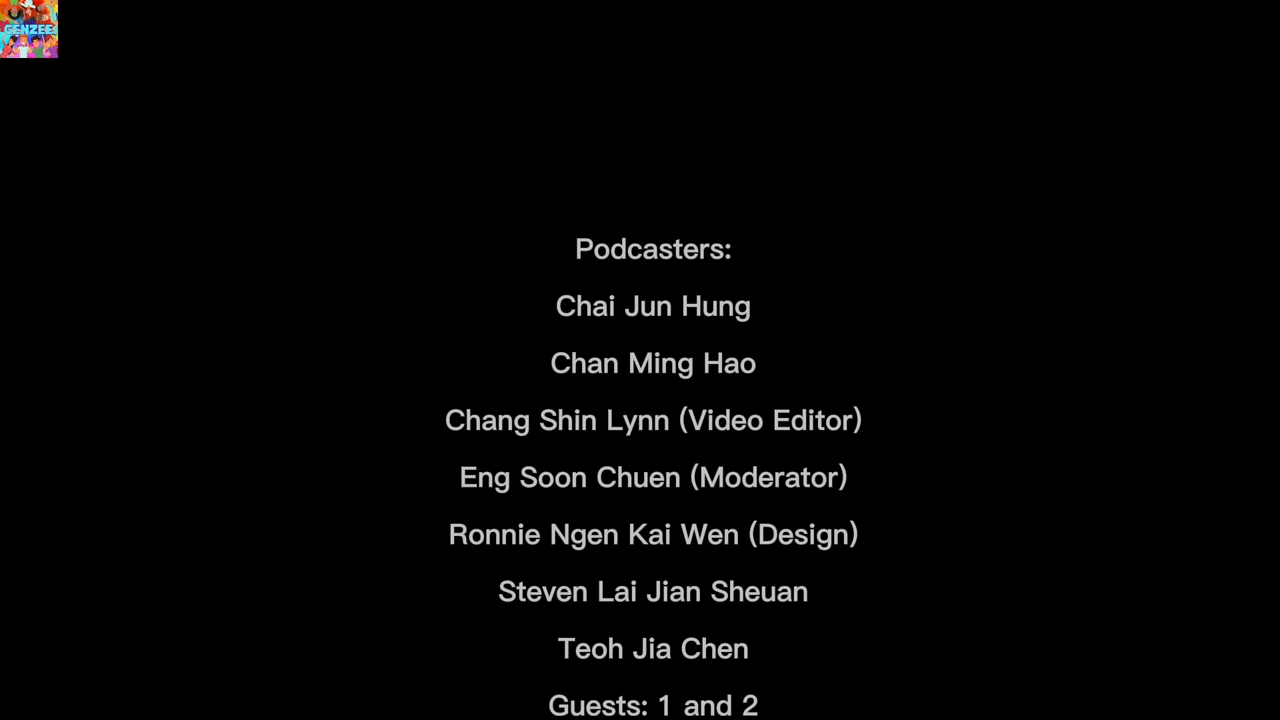 GENZEE
Podcasters:
Chai Jun Hung
Chan Ming Hao
Chang Shin Lynn (Video Editor)
Eng Soon Chuen (Moderator)
Ronnie Ngen Kai Wen (Design)
Steven Lai Jian Sheuan
Teoh Jia Chen
Guests: 1 and 2